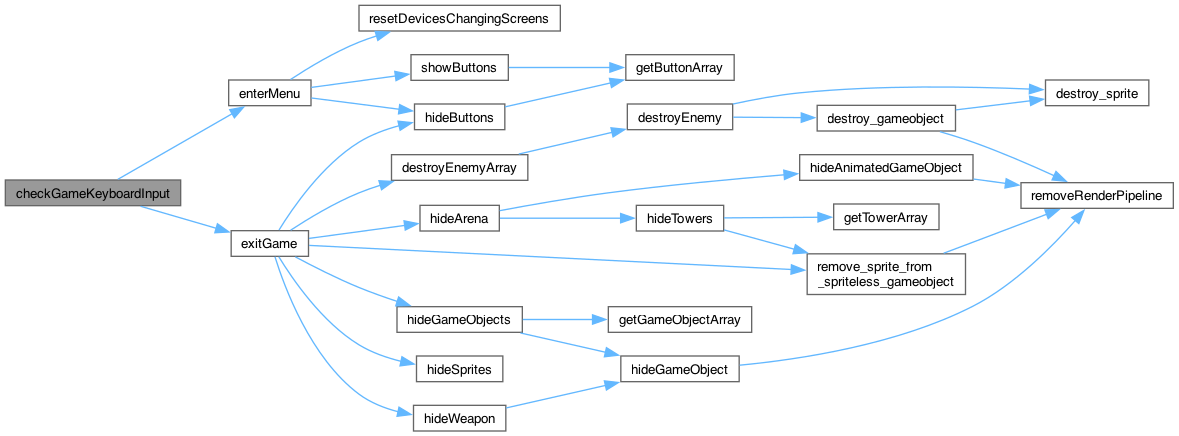 resetDevicesChangingScreens
showButtons
getButtonArray
enterMenu
destroy_sprite
hideButtons
destroyEnemy
destroy_gameobject
destroyEnemyArray
hideAnimatedGameObject
checkGameKeyboardInput
removeRenderPipeline
hideArena
hideTowers
getTowerArray
exitGame
remove_sprite_from
_spriteless_gameobject
hideGameObjects
getGameObjectArray
hideSprites
hideGameObject
hideWeapon